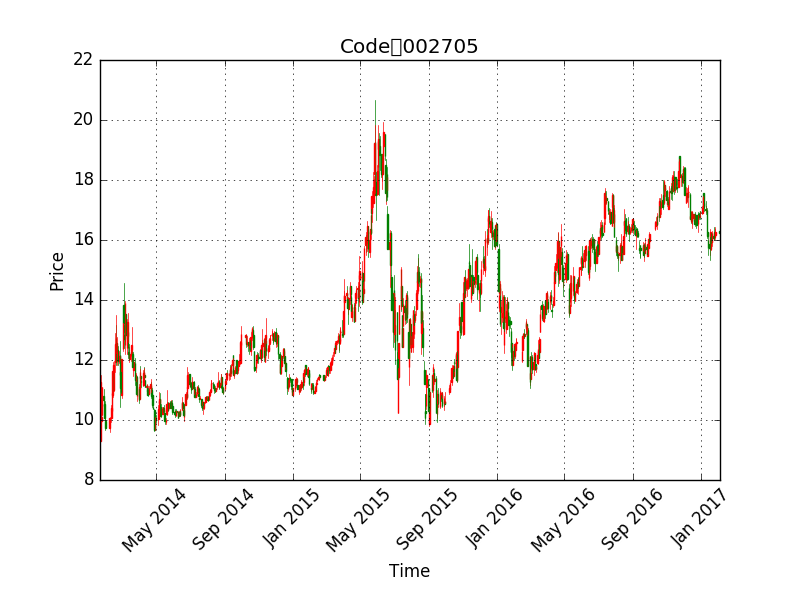 Code▯002705
22
20
18
16
14
12
10
8
Price
May 2014
Sep 2014
Jan 2015
May 2015
Sep 2015
Jan 2016
May 2016
Sep 2016
Jan 2017
Time